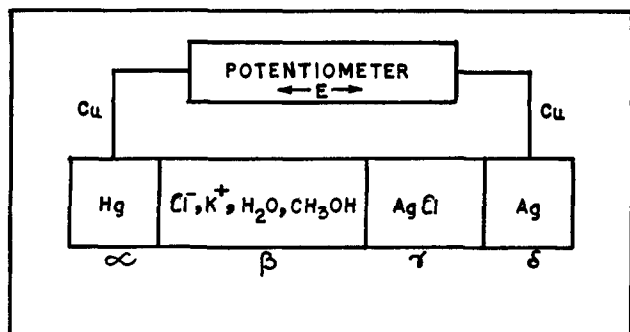 POTENTIOMETER
← E →
Cu Cu
Hg Cl⁻, K⁺, H₂O, CH₃OH AgCl Ag
α β γ δ